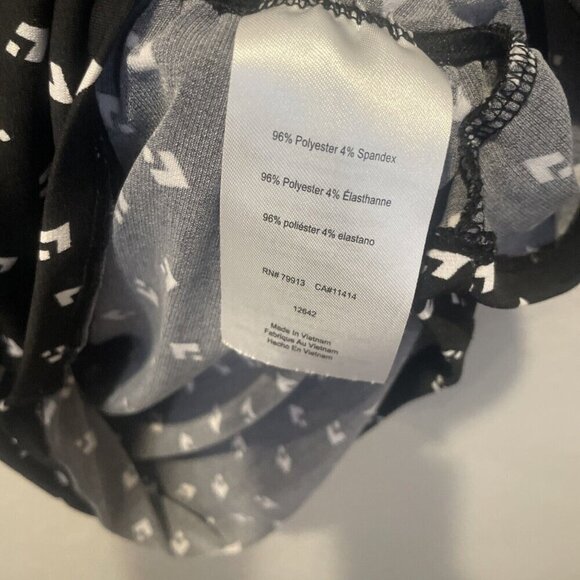 96% Polyester 4% Spandex
96% Polyester 4% Élasthanne
96% poliéster 4% elastano
RN# 79913 CA#11414
12642
Made In Vietnam
Fabrique Au Vietnam
Hecho En Vietnam